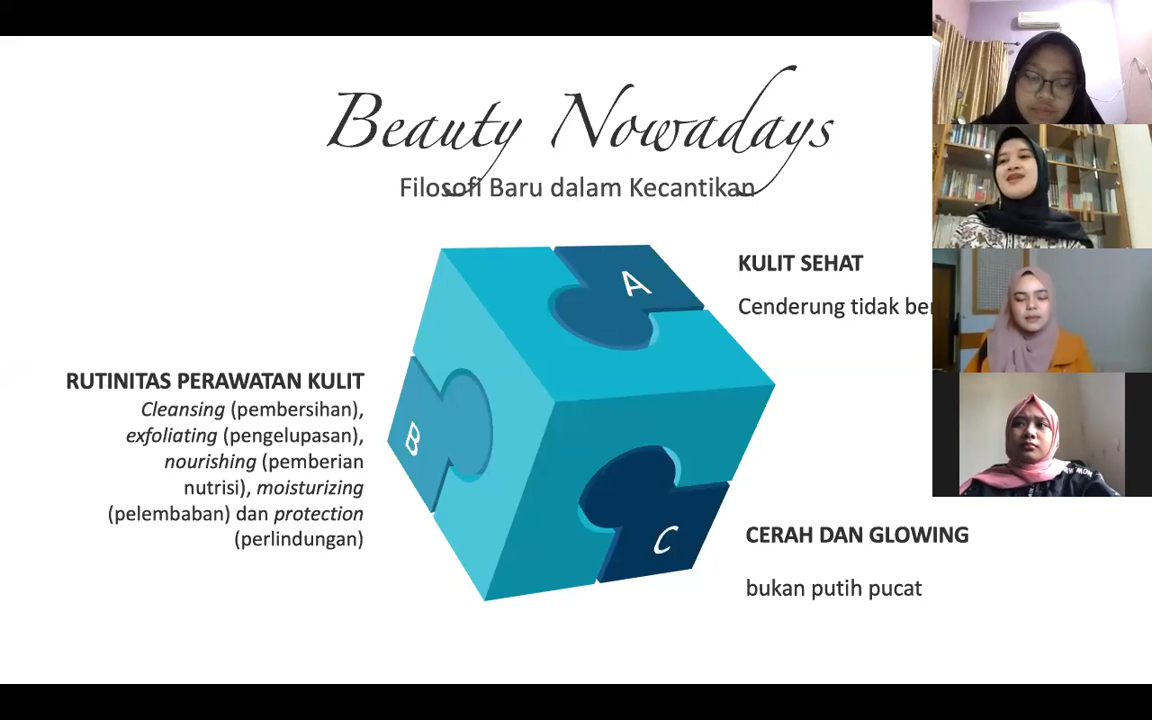 Beauty Nowadays
Filosofi Baru dalam Kecantikan
A
KULIT SEHAT
Cenderung tidak
RUTINITAS PERAWATAN KULIT
Cleansing (pembersihan),
exfoliating (pengelupasan),
nourishing (pemberian
nutrisi), moisturizing
(pelembaban) dan protection
(perlindungan)
B
C
CERAH DAN GLOWING
bukan putih pucat